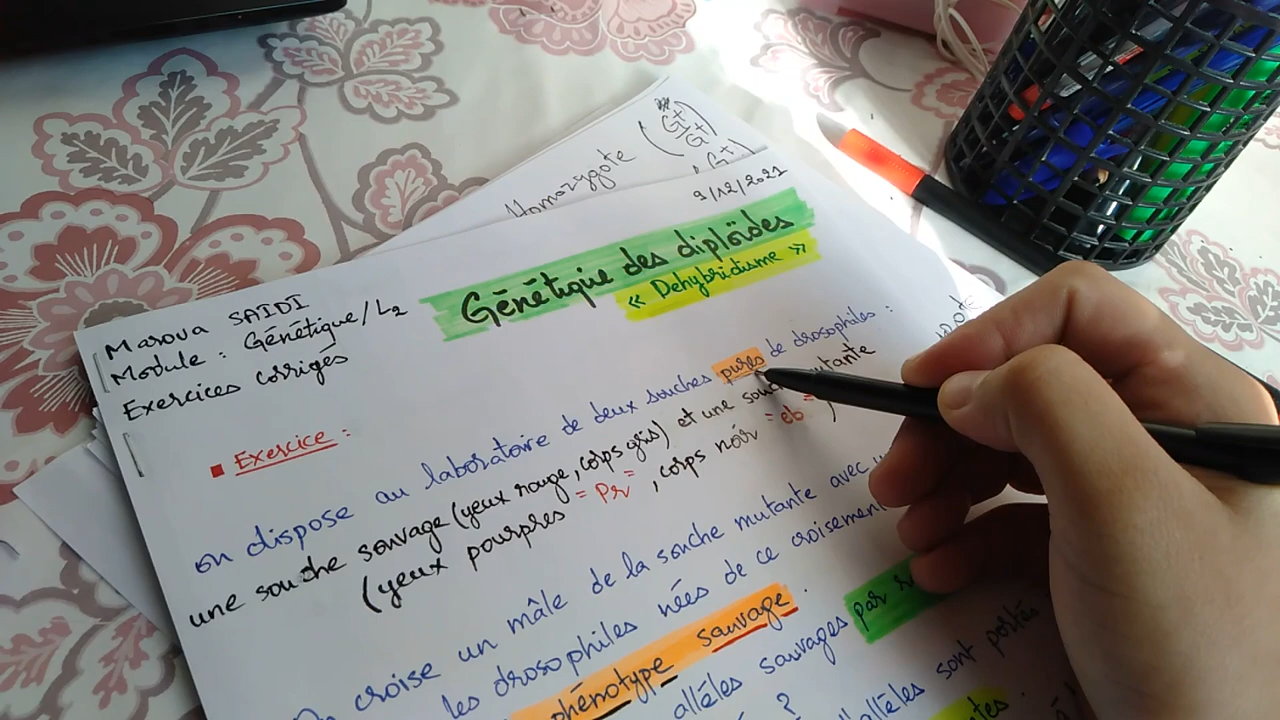 Homozygote (G+/G+)
(G+
9/12/2021
Génétique des diploïdes
« Dehybridisme »
Marova SAIDI
Module : Génétique/L2
Exercices corrigés
▪ Exercice :
on dispose au laboratoire de deux souches pures de drosophiles :
une souche sauvage (yeux rouge, corps gris) et une souche mutante
(yeux pourpres = Pr =, corps noir = eb =)
On croise un mâle de la souche mutante avec
les drosophiles nées de ce croisement
phénotype sauvage.
allèles sauvages par r
? allèles sont portés